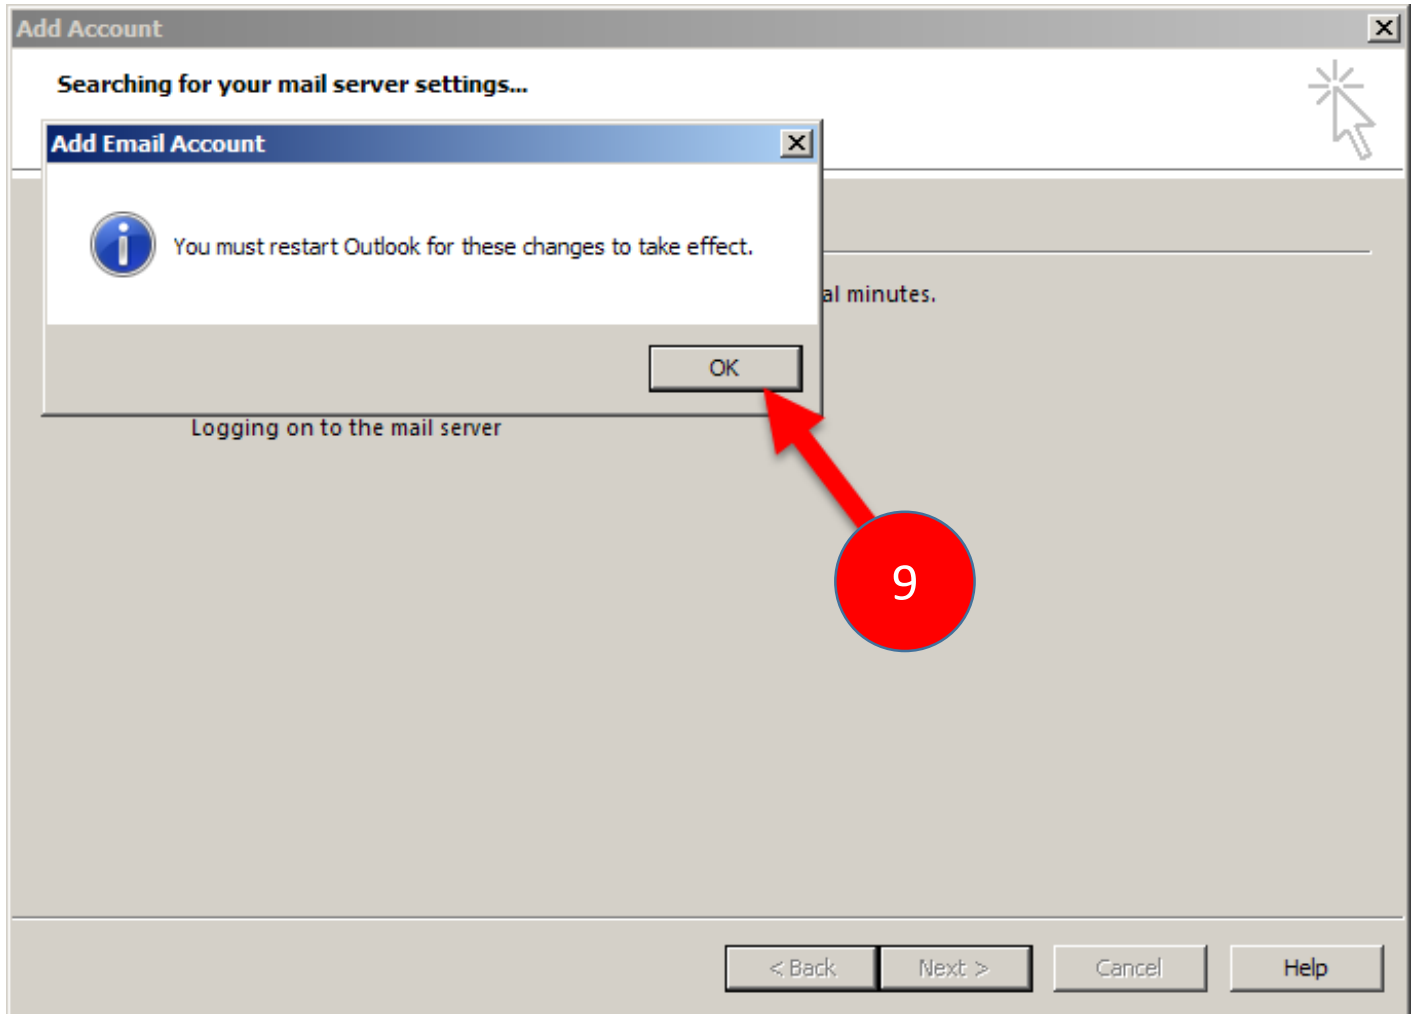 Add Account
Searching for your mail server settings...
Add Email Account
You must restart Outlook for these changes to take effect.
al minutes.
OK
Logging on to the mail server
9
< Back
Next >
Cancel
Help